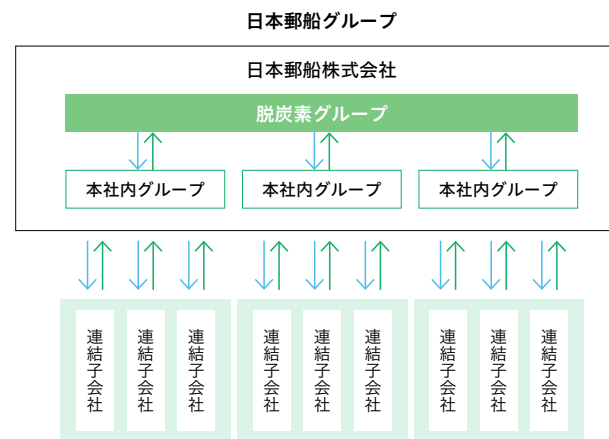 日本郵船グループ
日本郵船株式会社
脱炭素グループ
本社内グループ
本社内グループ
本社内グループ
連結子会社
連結子会社
連結子会社
連結子会社
連結子会社
連結子会社
連結子会社
連結子会社
連結子会社